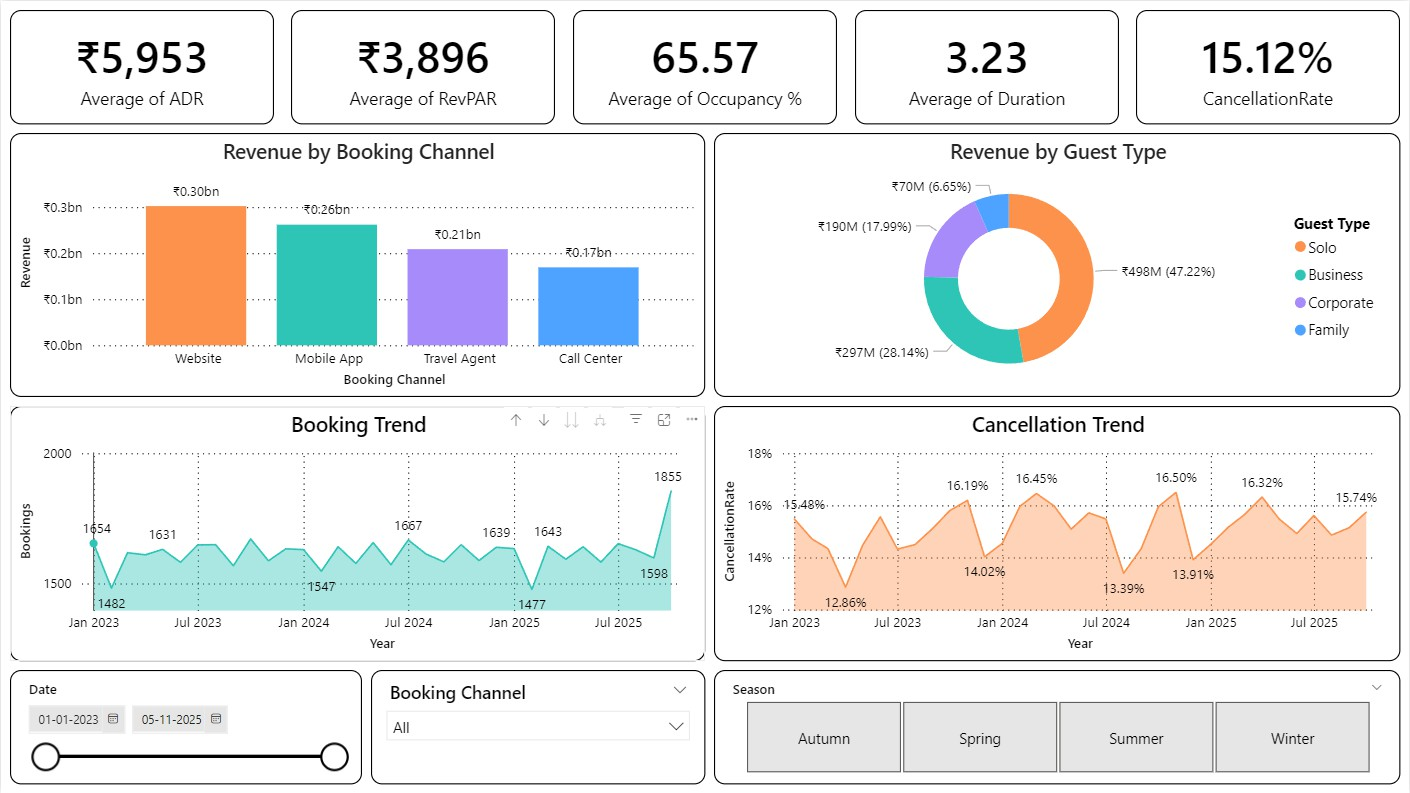 ₹5,953
Average of ADR
₹3,896
Average of RevPAR
65.57
Average of Occupancy %
3.23
Average of Duration
15.12%
CancellationRate
Revenue by Booking Channel
Revenue
₹0.3bn
₹0.2bn
₹0.1bn
₹0.0bn
₹0.30bn
₹0.26bn
₹0.21bn
₹0.17bn
Website
Mobile App
Travel Agent
Call Center
Booking Channel
Revenue by Guest Type
₹70M (6.65%)
₹190M (17.99%)
₹498M (47.22%)
₹297M (28.14%)
Guest Type
Solo
Business
Corporate
Family
Booking Trend
Bookings
2000
1500
1654
1482
1631
1547
1667
1639
1477
1643
1598
1855
Jan 2023
Jul 2023
Jan 2024
Jul 2024
Jan 2025
Jul 2025
Year
Cancellation Trend
CancellationRate
18%
16%
14%
12%
15.48%
12.86%
16.19%
14.02%
16.45%
13.39%
16.50%
13.91%
16.32%
15.74%
Jan 2023
Jul 2023
Jan 2024
Jul 2024
Jan 2025
Jul 2025
Year
Date
01-01-2023
05-11-2025
Booking Channel
All
Season
Autumn
Spring
Summer
Winter